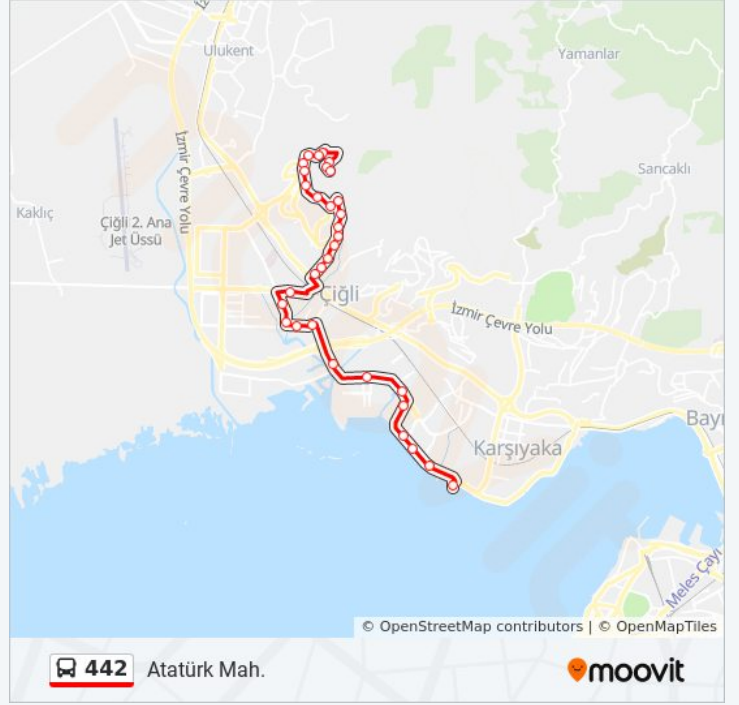 Ulukent
Yamanlar
İzmir Çevre Yolu
Sancaklı
Kaklıç
Çiğli 2. Ana
Jet Üssü
Çiğli
İzmir Çevre Yolu
Karşıyaka
Bayr
Meles Çayı
© OpenStreetMap contributors | © OpenMapTiles
442 Atatürk Mah.
moovit